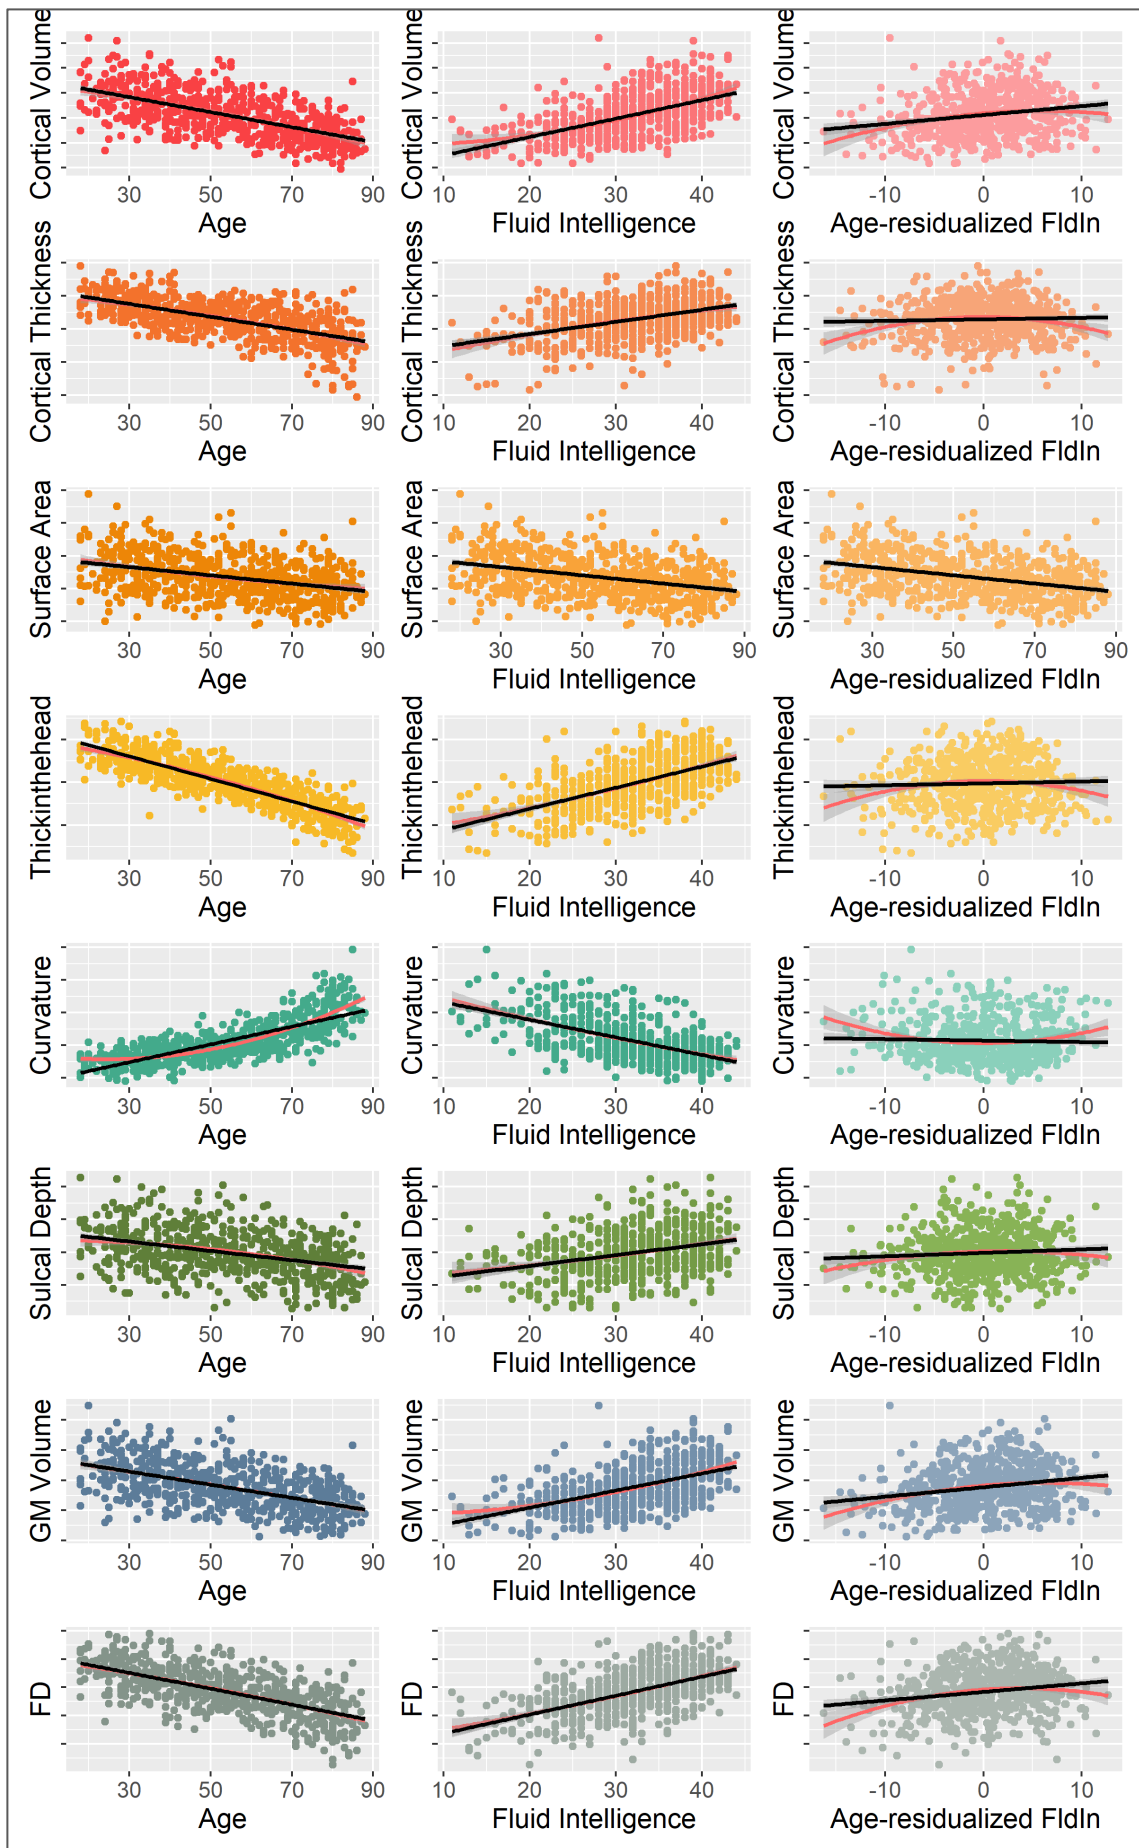 Cortical Volume
30 50 70 90
Age
Cortical Volume
10 20 30 40
Fluid Intelligence
Cortical Volume
-10 0 10
Age-residualized FldIn
Cortical Thickness
30 50 70 90
Age
Cortical Thickness
10 20 30 40
Fluid Intelligence
Cortical Thickness
-10 0 10
Age-residualized FldIn
Surface Area
30 50 70 90
Age
Surface Area
30 50 70 90
Fluid Intelligence
Surface Area
30 50 70 90
Age-residualized FldIn
Thickinthehead
30 50 70 90
Age
Thickinthehead
10 20 30 40
Fluid Intelligence
Thickinthehead
-10 0 10
Age-residualized FldIn
Curvature
30 50 70 90
Age
Curvature
10 20 30 40
Fluid Intelligence
Curvature
-10 0 10
Age-residualized FldIn
Sulcal Depth
30 50 70 90
Age
Sulcal Depth
10 20 30 40
Fluid Intelligence
Sulcal Depth
-10 0 10
Age-residualized FldIn
GM Volume
30 50 70 90
Age
GM Volume
10 20 30 40
Fluid Intelligence
GM Volume
-10 0 10
Age-residualized FldIn
FD
30 50 70 90
Age
FD
10 20 30 40
Fluid Intelligence
FD
-10 0 10
Age-residualized FldIn